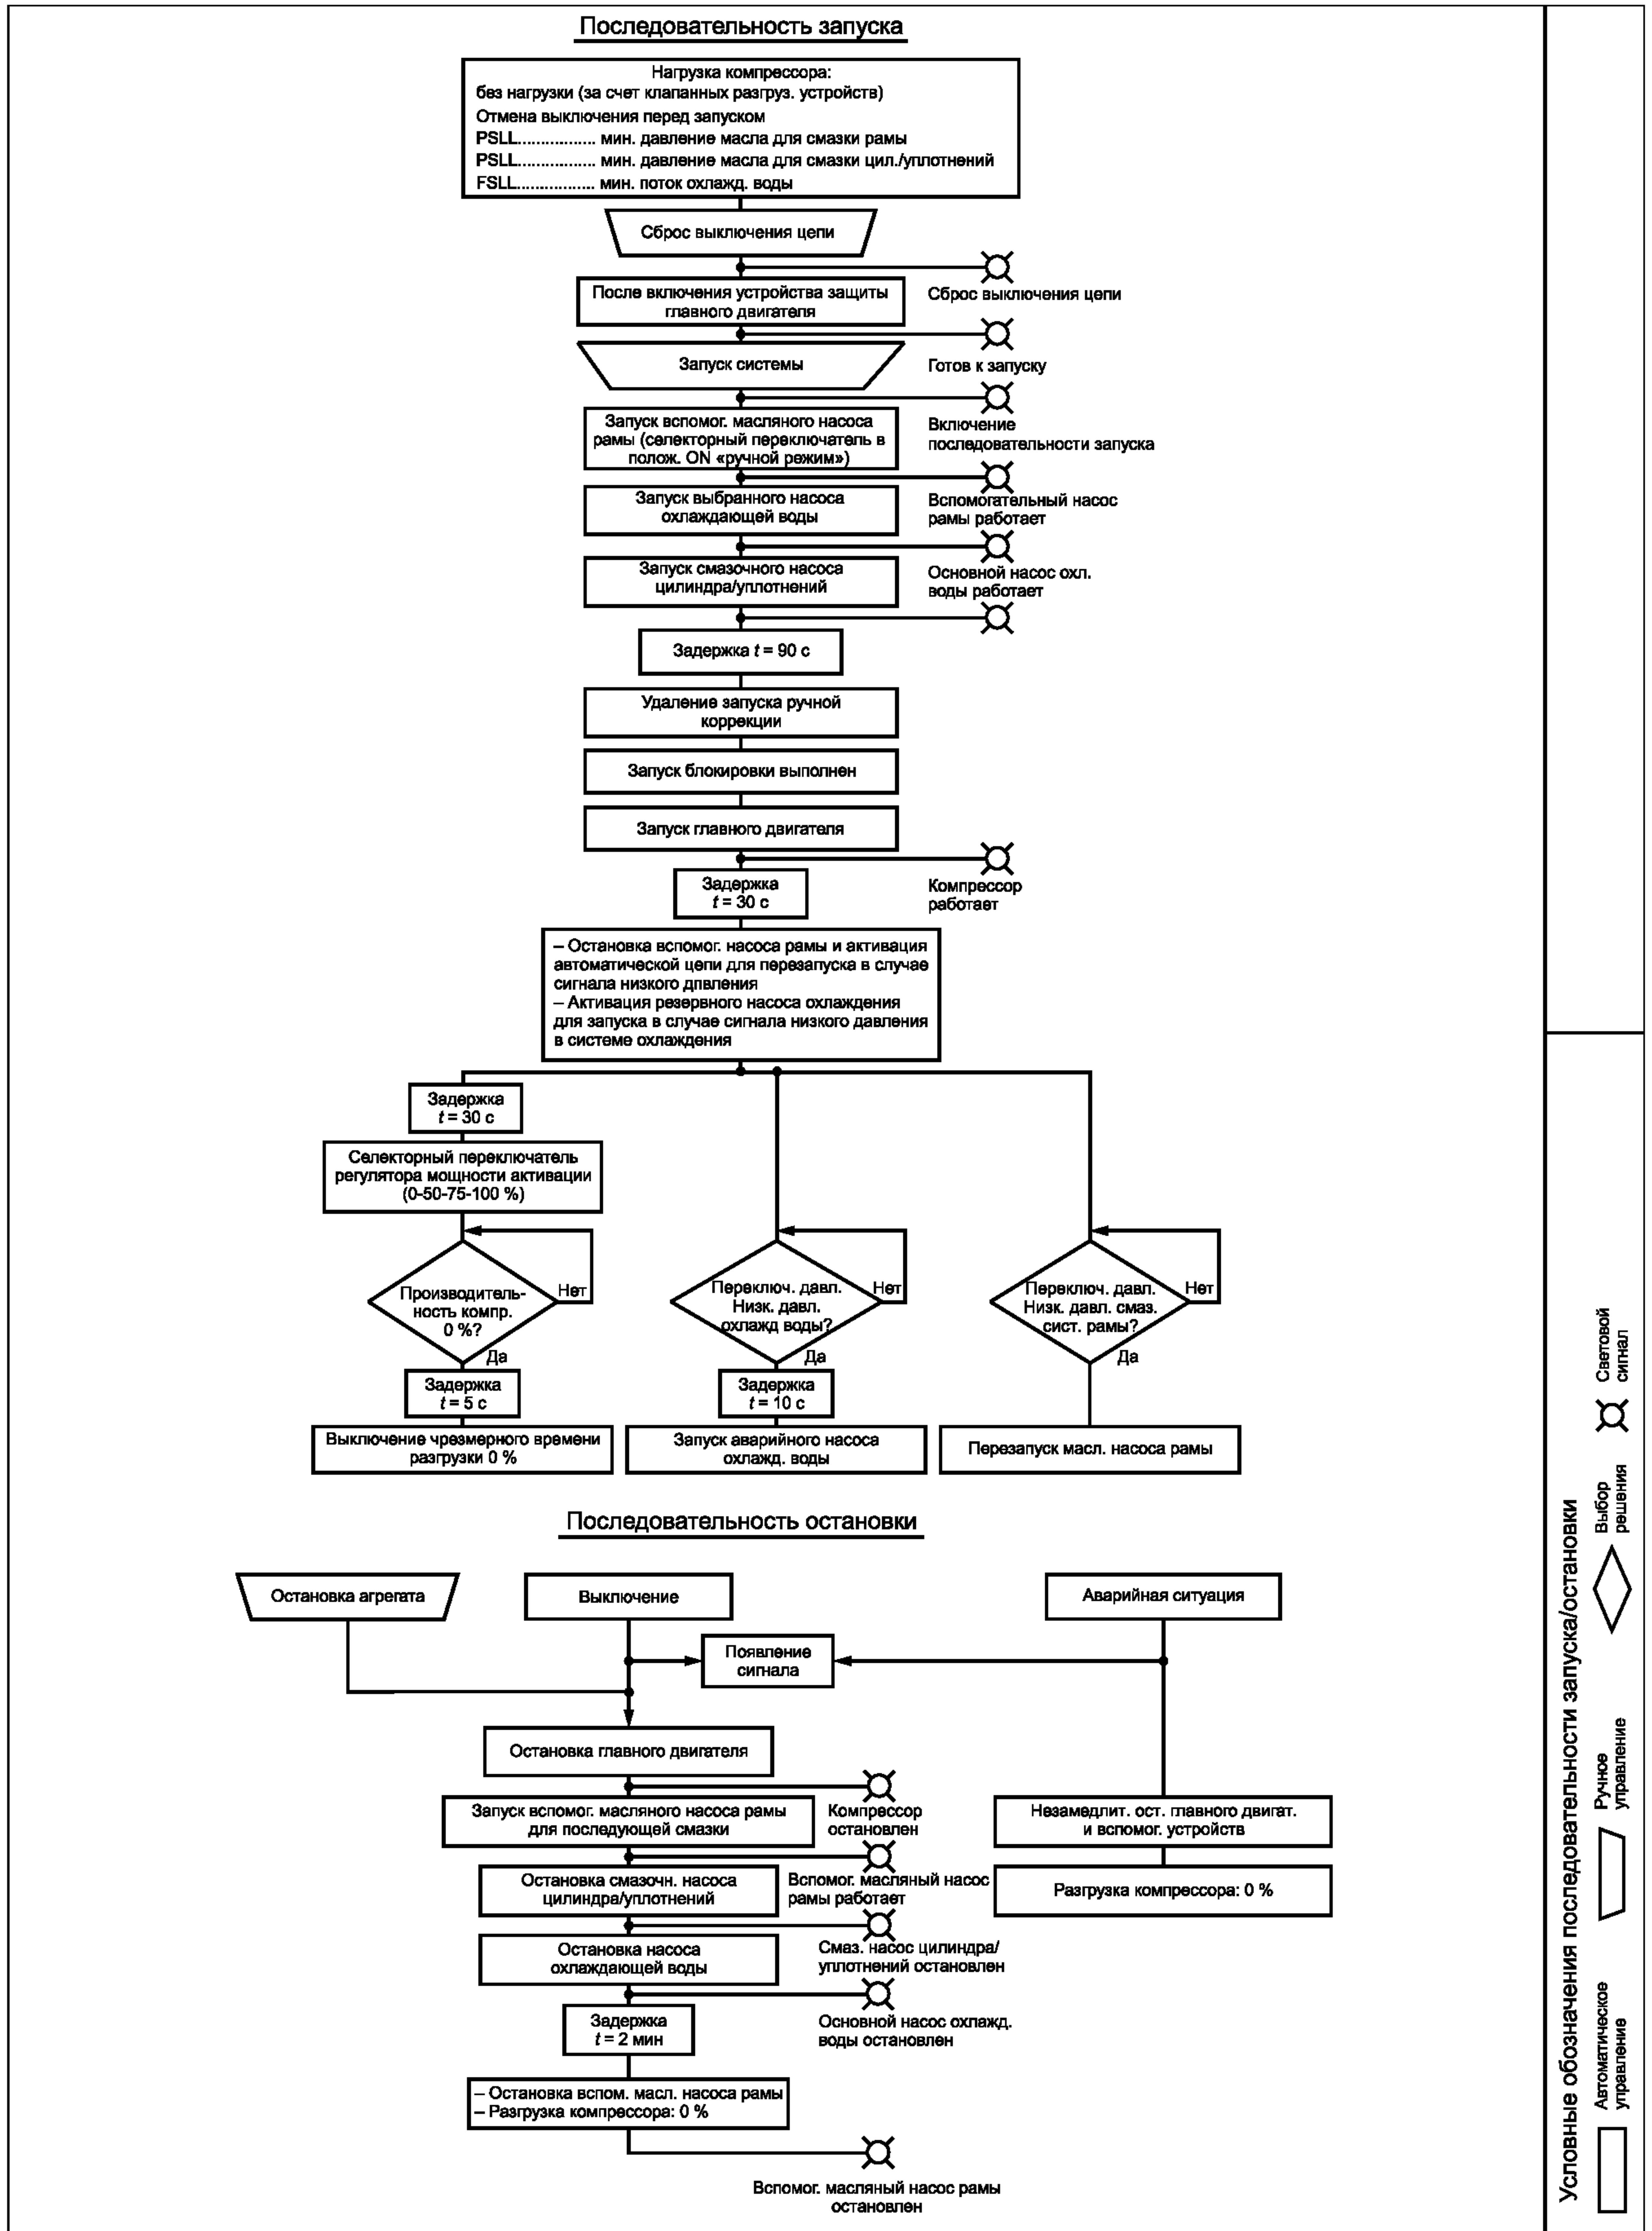 Последовательность запуска
Нагрузка компрессора:
без нагрузки (за счет клапанных разгруз. устройств)
Отмена выключения перед запуском
PSLL................. мин. давление масла для смазки рамы
PSLL................. мин. давление масла для смазки цил./уплотнений
FSLL................. мин. поток охлажд. воды
Сброс выключения цепи
Сброс выключения цепи
После включения устройства защиты
главного двигателя
Готов к запуску
Запуск системы
Включение
последовательности запуска
Запуск вспомог. масляного насоса
рамы (селекторный переключатель в
полож. ON «ручной режим»)
Вспомогательный насос
рамы работает
Запуск выбранного насоса
охлаждающей воды
Основной насос охл.
воды работает
Запуск смазочного насоса
цилиндра/уплотнений
Задержка t = 90 с
Удаление запуска ручной
коррекции
Запуск блокировки выполнен
Запуск главного двигателя
Компрессор
работает
Задержка
t = 30 с
– Остановка вспомог. насоса рамы и активация
автоматической цепи для перезапуска в случае
сигнала низкого дпвления
– Активация резервного насоса охлаждения
для запуска в случае сигнала низкого давления
в системе охлаждения
Задержка
t = 30 с
Селекторный переключатель
регулятора мощности активации
(0-50-75-100 %)
Производитель-
ность компр.
0 %?
Нет
Да
Задержка
t = 5 с
Выключение чрезмерного времени
разгрузки 0 %
Переключ. давл.
Низк. давл.
охлажд воды?
Нет
Да
Задержка
t = 10 с
Запуск аварийного насоса
охлажд. воды
Переключ. давл.
Низк. давл. смаз.
сист. рамы?
Нет
Да
Перезапуск масл. насоса рамы
Последовательность остановки
Остановка агрегата
Выключение
Аварийная ситуация
Появление
сигнала
Остановка главного двигателя
Компрессор
остановлен
Запуск вспомог. масляного насоса рамы
для последующей смазки
Вспомог. масляный насос
рамы работает
Остановка смазочн. насоса
цилиндра/уплотнений
Смаз. насос цилиндра/
уплотнений остановлен
Остановка насоса
охлаждающей воды
Основной насос охлажд.
воды остановлен
Задержка
t = 2 мин
– Остановка вспом. масл. насоса рамы
– Разгрузка компрессора: 0 %
Вспомог. масляный насос рамы
остановлен
Незамедлит. ост. главного двигат.
и вспомог. устройств
Разгрузка компрессора: 0 %
Условные обозначения последовательности запуска/остановки
Автоматическое
управление
Ручное
управление
Выбор
решения
Световой
сигнал